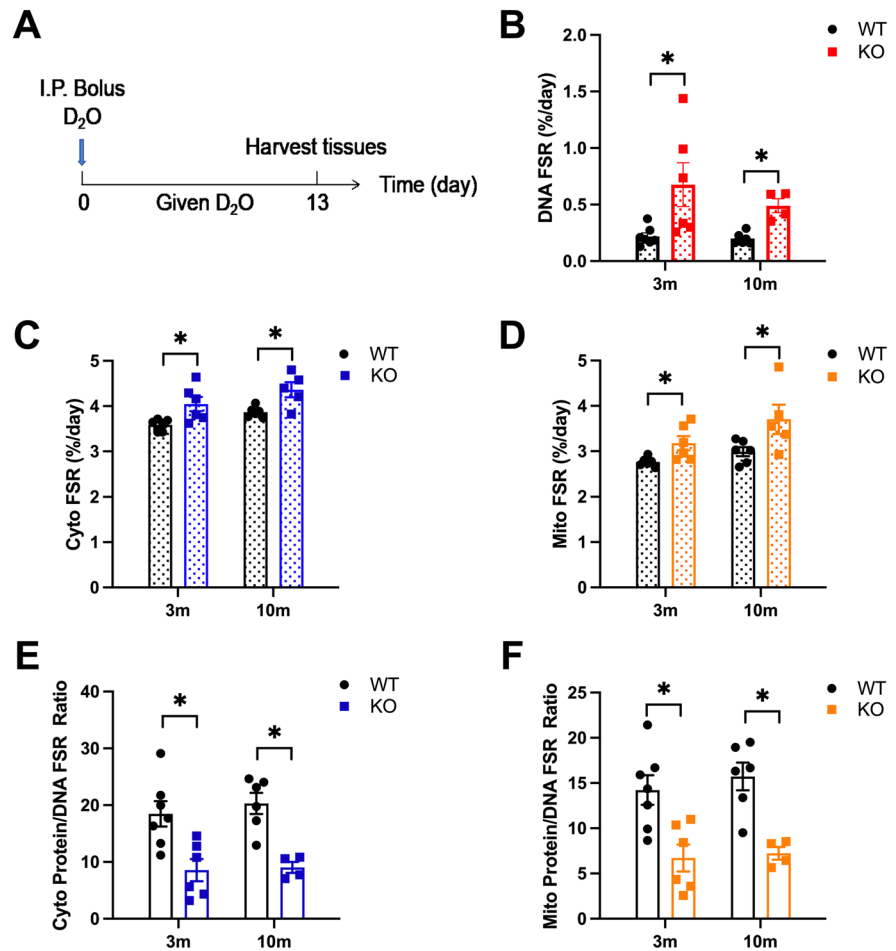 A
I.P. Bolus
D₂O
Harvest tissues
0
Given D₂O
13
Time (day)
B
WT
KO
DNA FSR (%/day)
2.0
1.5
1.0
0.5
0.0
*
*
3m
10m
C
WT
KO
Cyto FSR (%/day)
5
4
3
2
1
0
*
*
3m
10m
D
WT
KO
Mito FSR (%/day)
5
4
3
2
1
0
*
*
3m
10m
E
WT
KO
Cyto Protein/DNA FSR Ratio
40
30
20
10
0
*
*
3m
10m
F
WT
KO
Mito Protein/DNA FSR Ratio
25
20
15
10
5
0
*
*
3m
10m